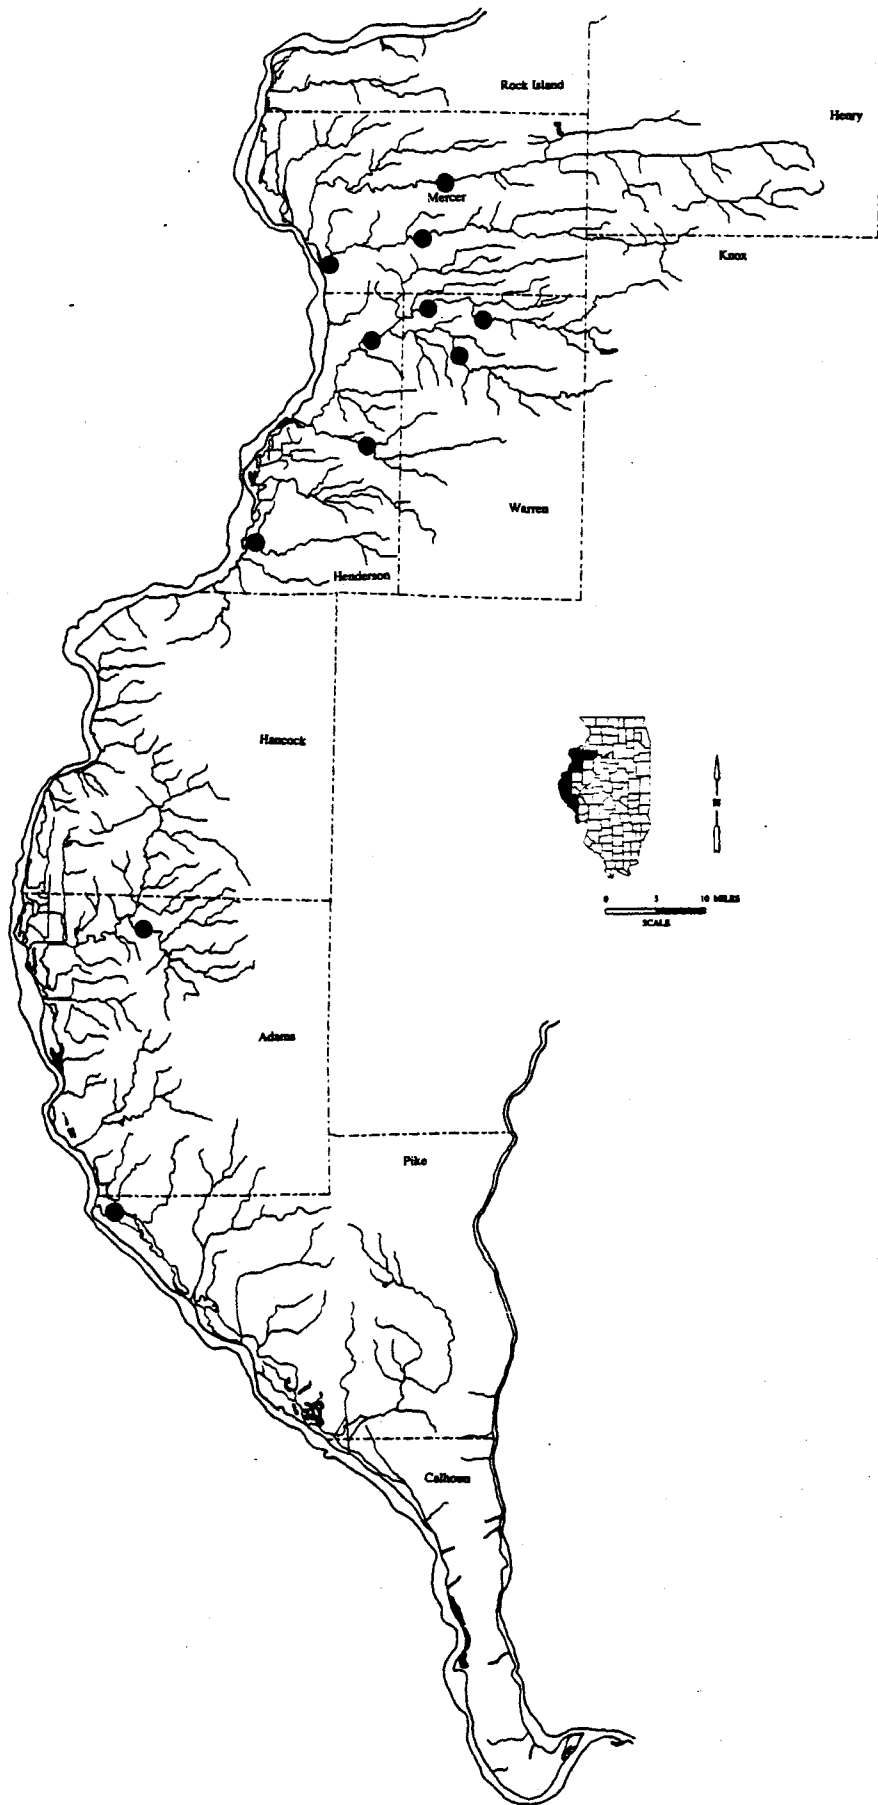 Rock Island
Henry
Mercer
Knox
Warren
Henderson
Hancock
N
0 5 10 MILES
SCALE
Adams
Pike
Calhoun